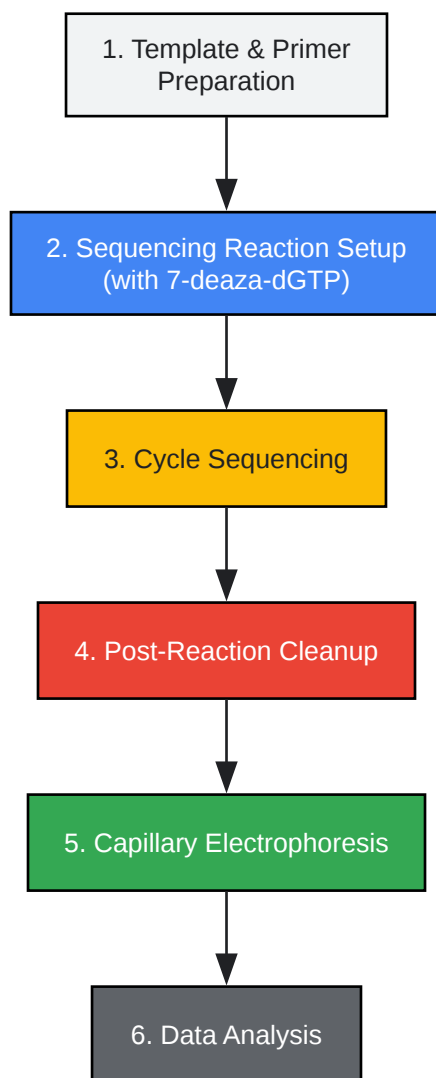 1. Template & Primer
Preparation
2. Sequencing Reaction Setup
(with 7-deaza-dGTP)
3. Cycle Sequencing
4. Post-Reaction Cleanup
5. Capillary Electrophoresis
6. Data Analysis